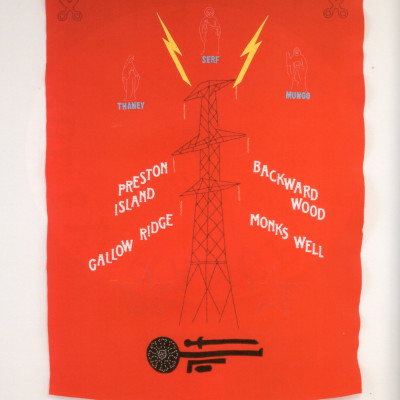 SERF
THANEY
MUNGO
PRESTON
ISLAND
BACKWARD
WOOD
GALLOW RIDGE
MONKS WELL